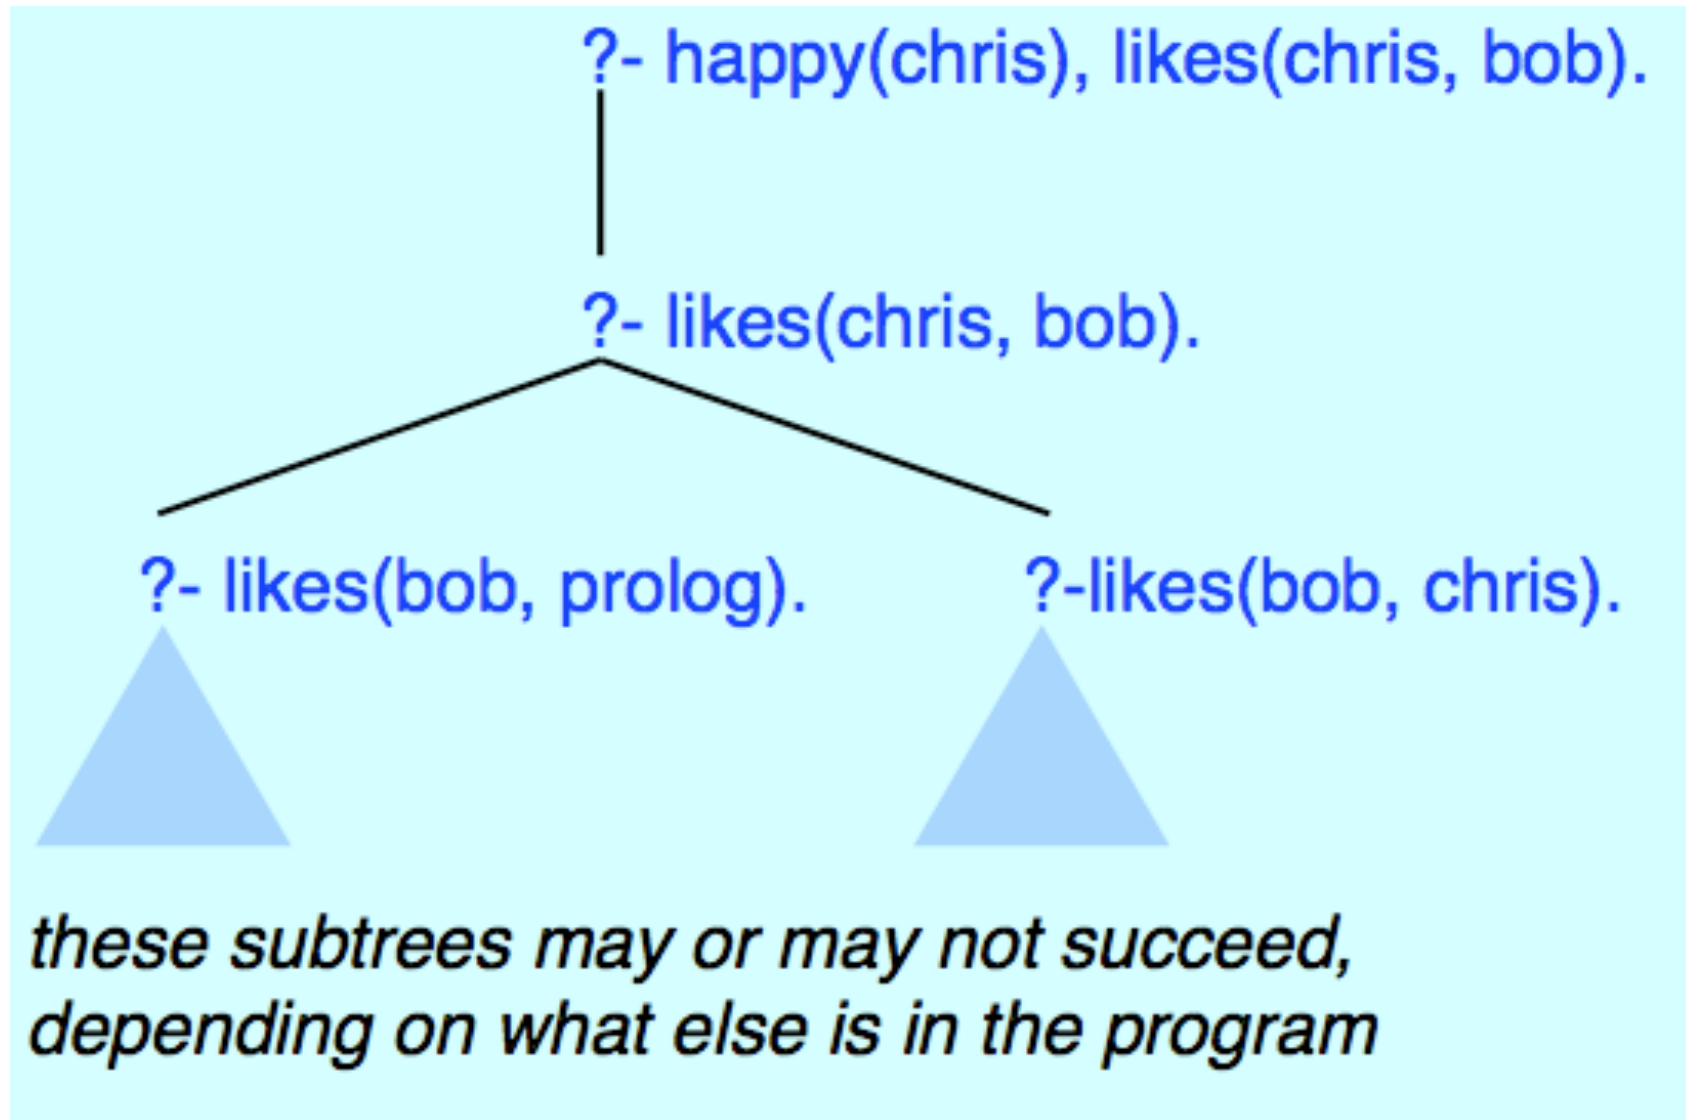 ?- happy(chris), likes(chris, bob).
?- likes(chris, bob).
?- likes(bob, prolog).
?-likes(bob, chris).
these subtrees may or may not succeed,
depending on what else is in the program